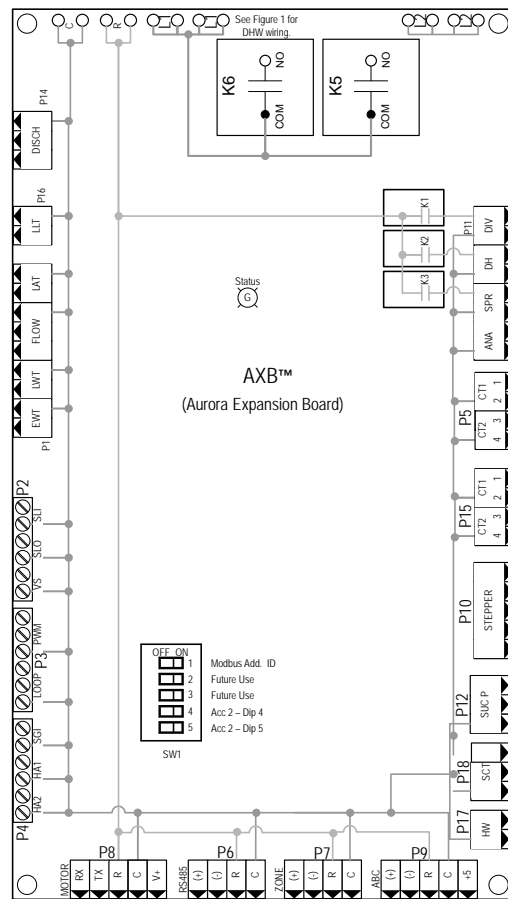 C
R
L1
L1
See Figure 1 for
DHW wiring.
L2
L2
K6
NO
COM
K5
NO
COM
P14
DISCH
P16
LLT
LAT
FLOW
LWT
EWT
P1
K1
K2
K3
P11
DIV
DH
SPR
ANA
Status
G
AXB™
(Aurora Expansion Board)
CT1
1
2
P5
CT2
3
4
P2
SLI
SLO
VS
P15
CT1
1
2
CT2
3
4
P10
STEPPER
PWM
P3
LOOP
OFF ON
1 Modbus Add. ID
2 Future Use
3 Future Use
4 Acc 2 – Dip 4
5 Acc 2 – Dip 5
SW1
P12
SUC P
P18
SCT
P17
HW
SGI
HA1
HA2
P4
P8
MOTOR
RX
TX
R
C
V+
P6
RS485
(+)
(-)
R
C
P7
ZONE
(+)
(-)
R
C
P9
ABC
(+)
(-)
R
C
+5